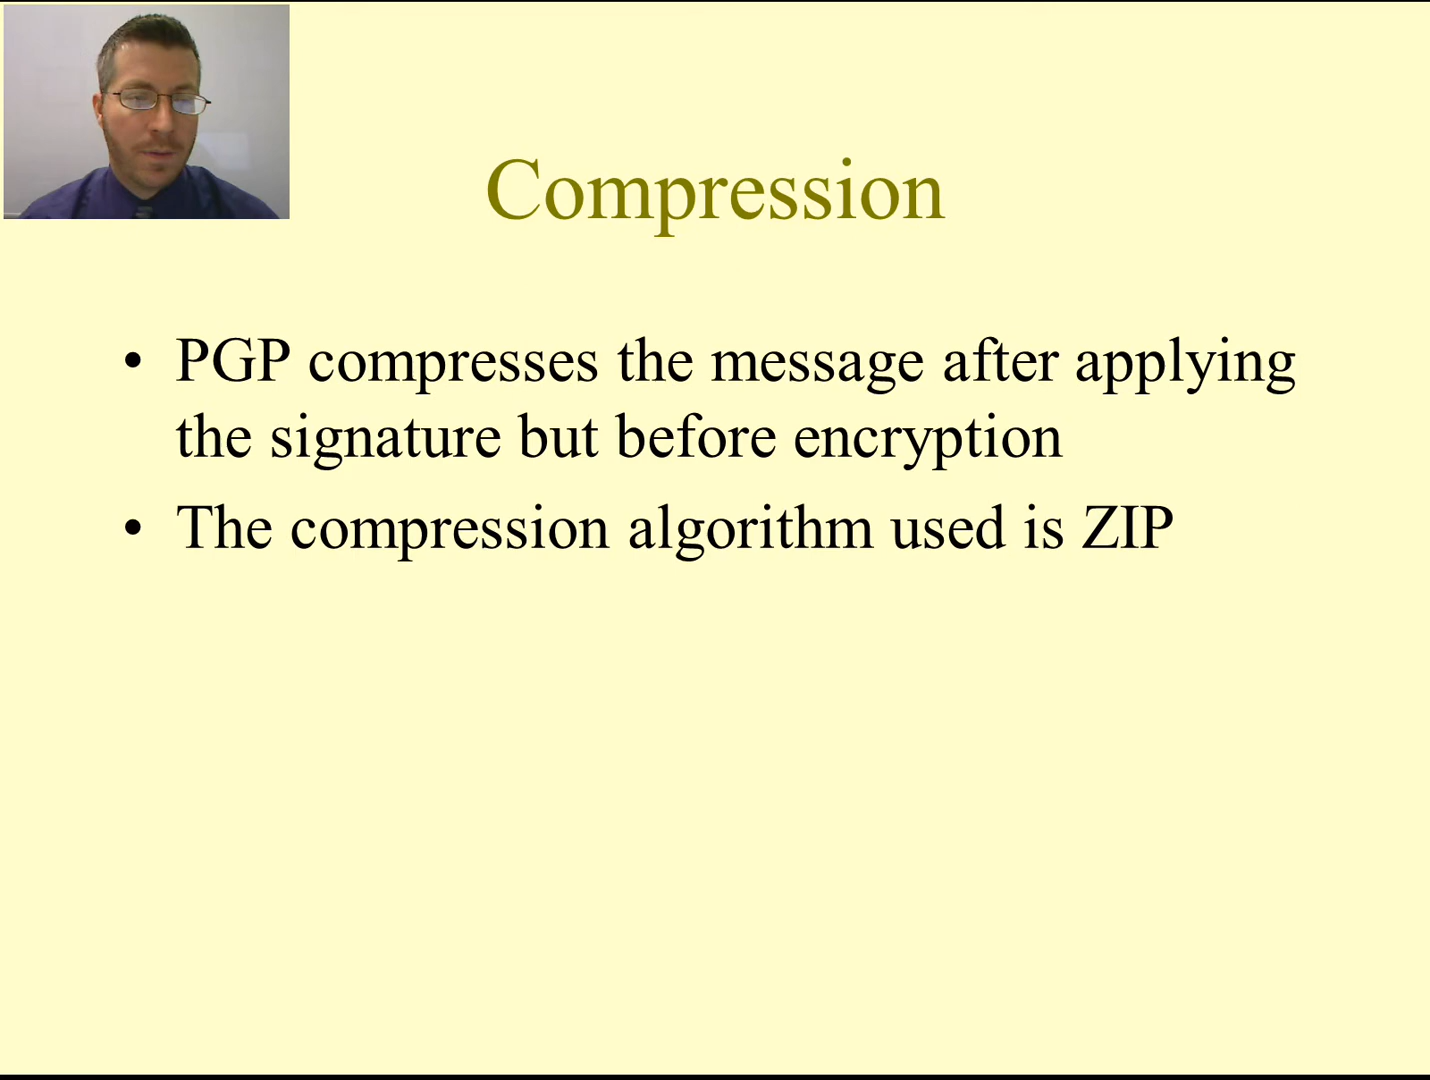 Compression
• PGP compresses the message after applying
the signature but before encryption
• The compression algorithm used is ZIP